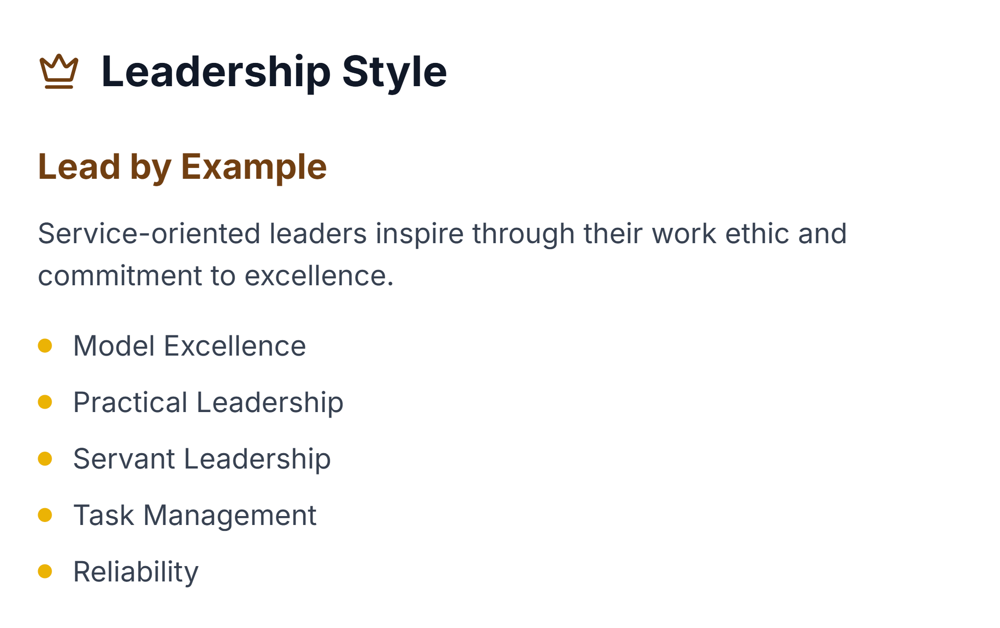 Leadership Style
Lead by Example
Service-oriented leaders inspire through their work ethic and
commitment to excellence.
Model Excellence
Practical Leadership
Servant Leadership
Task Management
Reliability